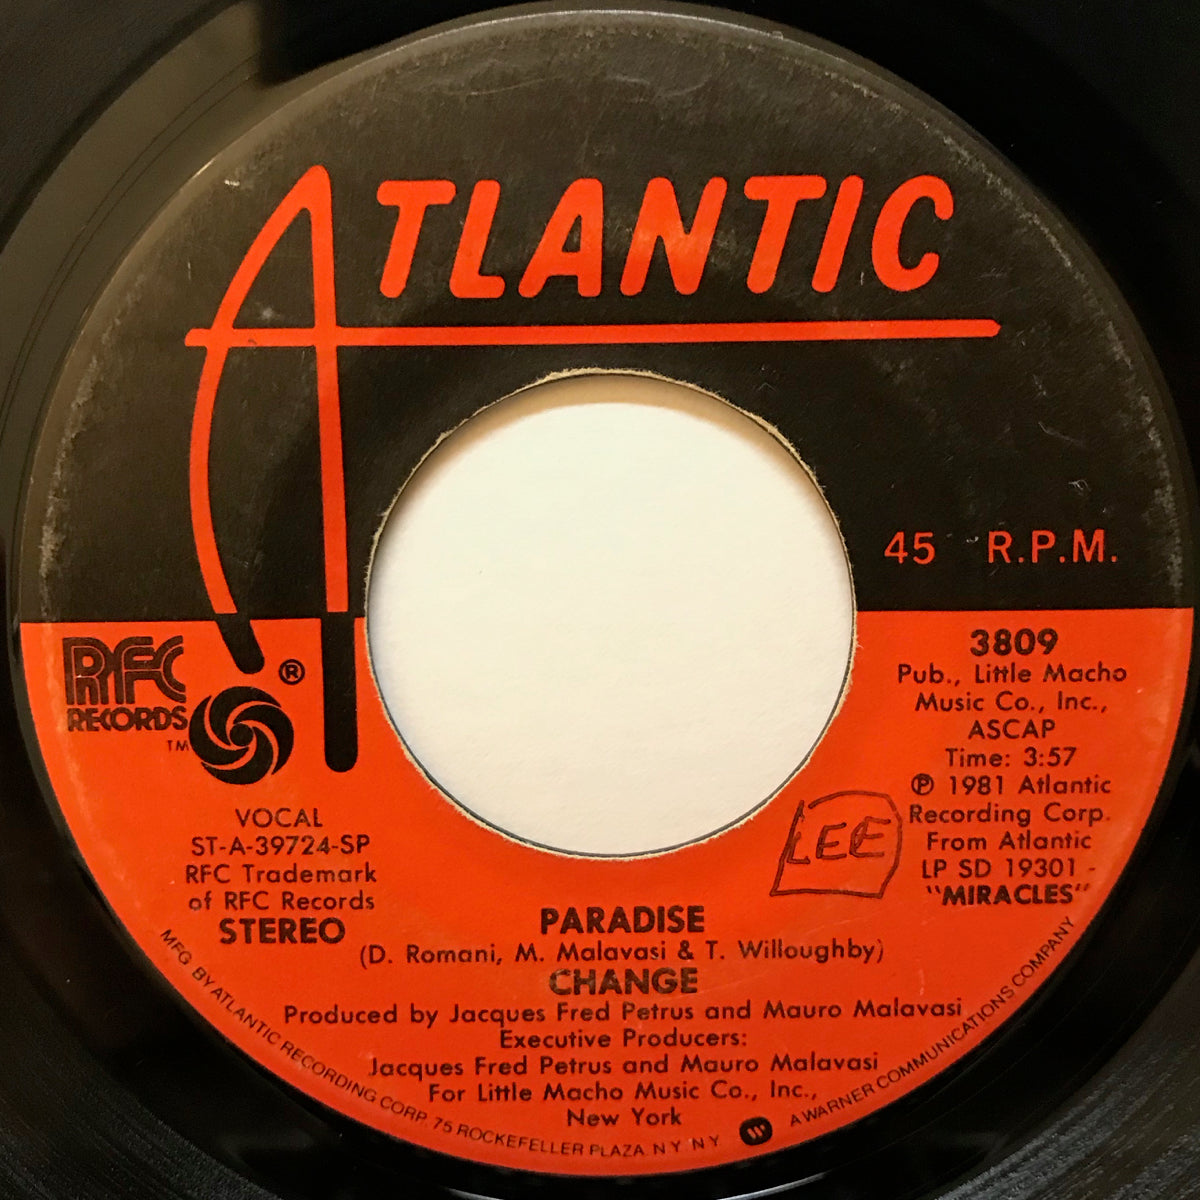 ATLANTIC
45 R.P.M.
RFC
RECORDS
TM
®
3809
Pub., Little Macho
Music Co., Inc.,
ASCAP
Time: 3:57
℗ 1981 Atlantic
Recording Corp.
From Atlantic
LP SD 19301 -
"MIRACLES"
LEE
VOCAL
ST-A-39724-SP
RFC Trademark
of RFC Records
STEREO
PARADISE
(D. Romani, M. Malavasi & T. Willoughby)
CHANGE
Produced by Jacques Fred Petrus and Mauro Malavasi
Executive Producers:
Jacques Fred Petrus and Mauro Malavasi
For Little Macho Music Co., Inc.,
New York
MFG BY ATLANTIC RECORDING CORP. 75 ROCKEFELLER PLAZA, N Y N Y A WARNER COMMUNICATIONS COMPANY